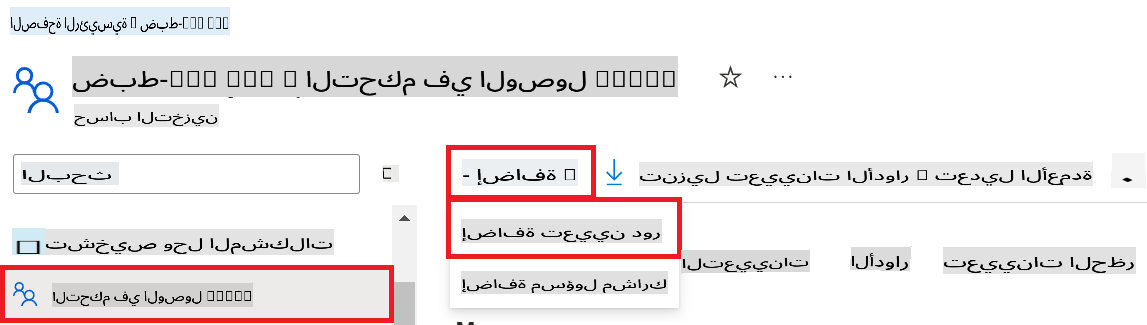 الصفحة الرئيسية ضبط-
ضبط- التحكم في الوصول
حساب التخزين
البحث
- إضافة
تنزيل تعيينات الأدوار تعديل الأعمدة
إضافة تعيين دور
تشخيص وحل المشكلات
التعيينات
الأدوار
تعيينات الحظر
إضافة مسؤول مشارك
التحكم في الوصول